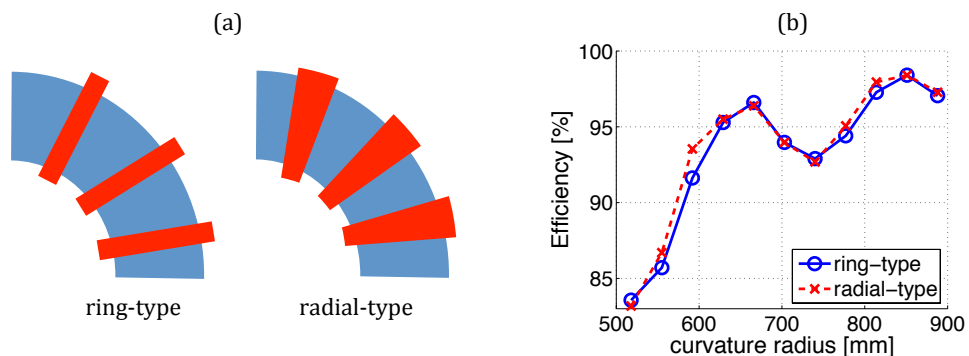 (a)
ring-type
radial-type
(b)
Efficiency [%]
100
95
90
85
ring−type
radial−type
500
600
700
800
900
curvature radius [mm]